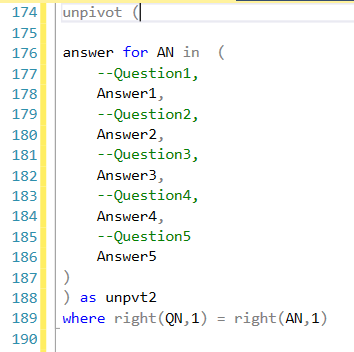 174 unpivot (
175
176 answer for AN in  (
177     --Question1,
178     Answer1,
179     --Question2,
180     Answer2,
181     --Question3,
182     Answer3,
183     --Question4,
184     Answer4,
185     --Question5
186     Answer5
187 )
188 ) as unpvt2
189 where right(QN,1) = right(AN,1)
190